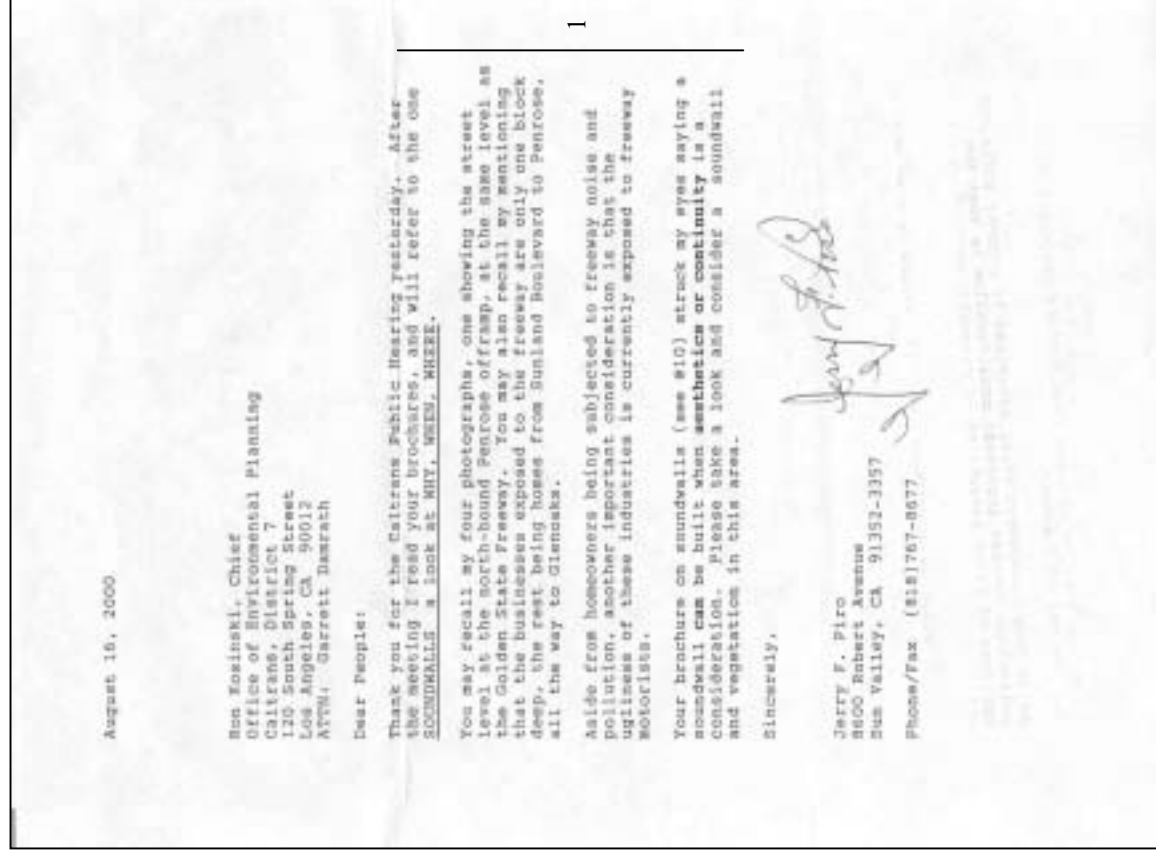 1
August 16, 2000
Ron Kosinski, Chief
Office of Environmental Planning
Caltrans, District 7
120 South Spring Street
Los Angeles, CA 90012
ATTN: Garrett Damrath
Dear People:
Thank you for the Caltrans Public Hearing yesterday. After
the meeting I read your brochures, and will refer to the one
SOUNDWALLS a look at WHY, WHEN, WHERE.
You may recall my four photographs, one showing the street
level at the north-bound Penrose offramp, at the same level as
the Golden State Freeway. You may also recall my mentioning
that the businesses exposed to the freeway are only one block
deep, the rest being homes from Sunland Boulevard to Penrose,
all the way to Glenoaks.
Aside from homeowners being subjected to freeway noise and
pollution, another important consideration is that the
ugliness of these industries is currently exposed to freeway
motorists.
Your brochure on soundwalls (see #10) struck my eyes saying a
soundwall can be built when aesthetics or continuity is a
consideration. Please take a look and consider a soundwall
and vegetation in this area.
Sincerely,
Jerry F. Piro
Jerry F. Piro
8600 Robert Avenue
Sun Valley, CA 91352-3357
Phone/Fax (818)767-8677